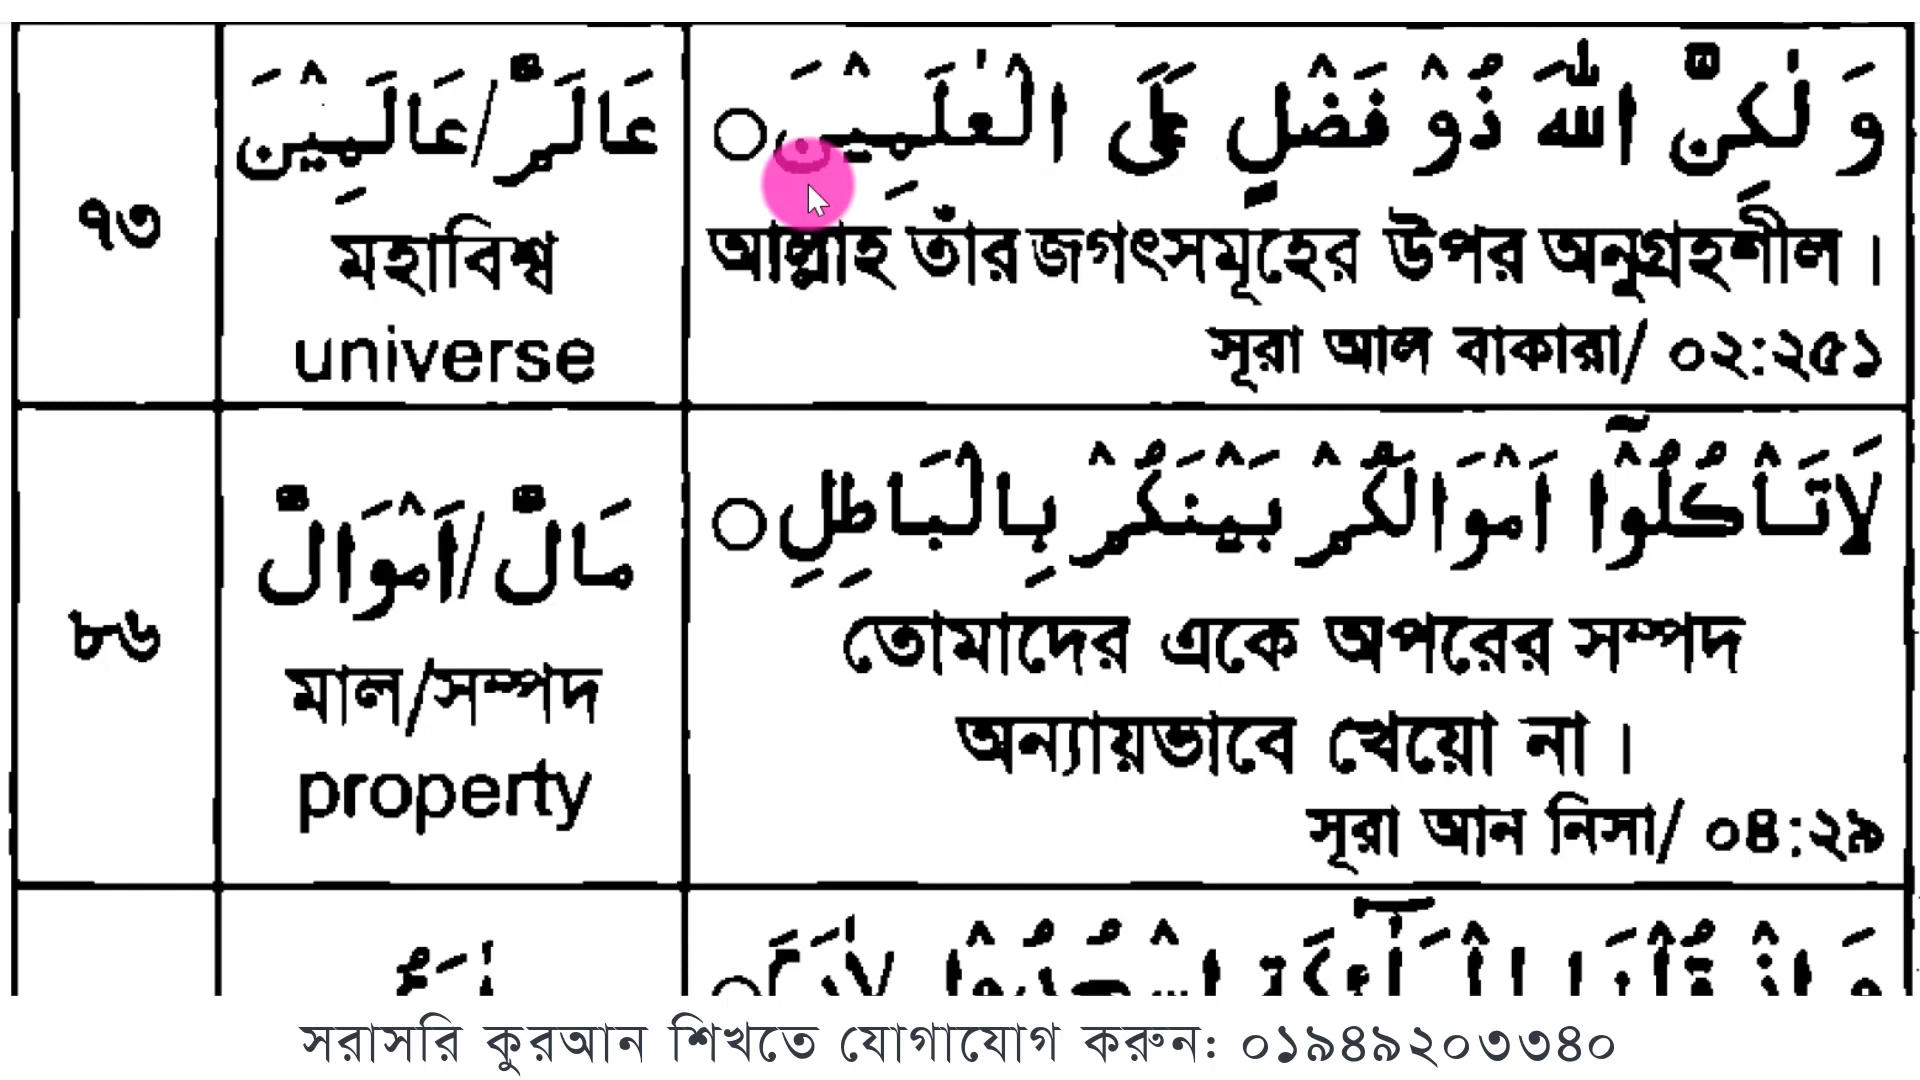 ৭৩
عَالَمٌ/عَالَمِيْنَ
মহাবিশ্ব
universe
وَ لٰكِنَّ اللّٰهَ ذُوْ فَضْلٍ عَلَى الْعٰلَمِيْنَ○
আল্লাহ তাঁর জগৎসমূহের উপর অনুগ্রহশীল ।
সূরা আল বাকারা/ ০২:২৫১
৮৬
مَالٌ/اَمْوَالٌ
মাল/সম্পদ
property
لَاتَاْكُلُوْٓا اَمْوَالَكُمْ بَيْنَكُمْ بِالْبَاطِلِ○
তোমাদের একে অপরের সম্পদ
অন্যায়ভাবে খেয়ো না ।
সূরা আন নিসা/ ০৪:২৯
সরাসরি কুরআন শিখতে যোগাযোগ করুন: ০১৯৪৯২০৩৩৪০